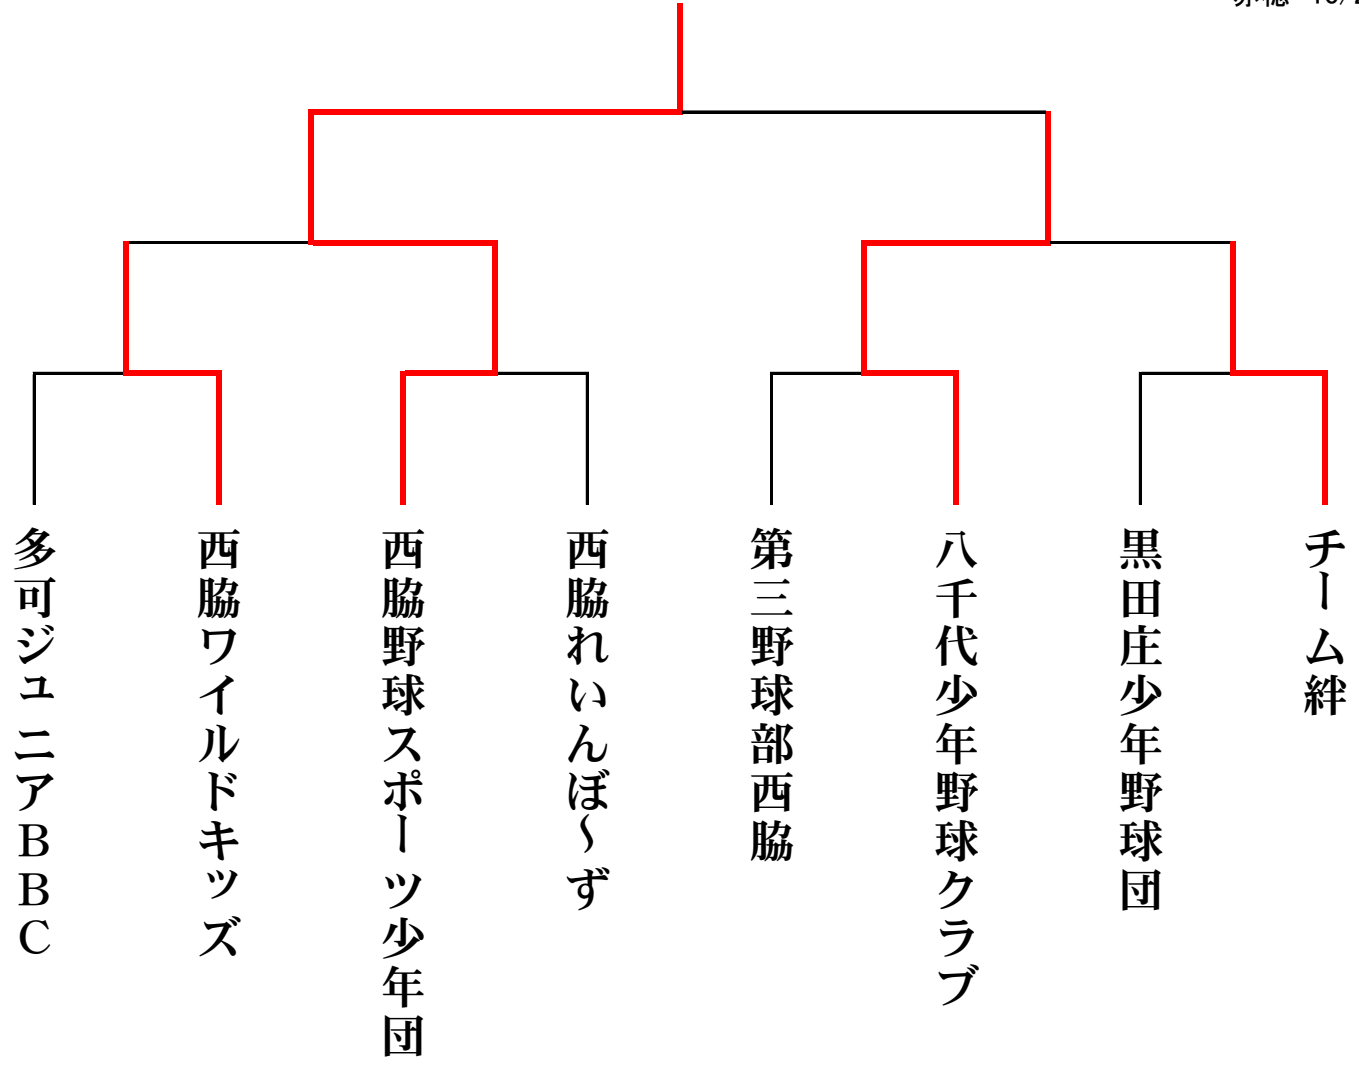 多可ジュニアＢＢＣ
西脇ワイルドキッズ
西脇野球スポーツ少年団
西脇れいんぼ～ず
第三野球部西脇
八千代少年野球クラブ
黒田庄少年野球団
チーム絆